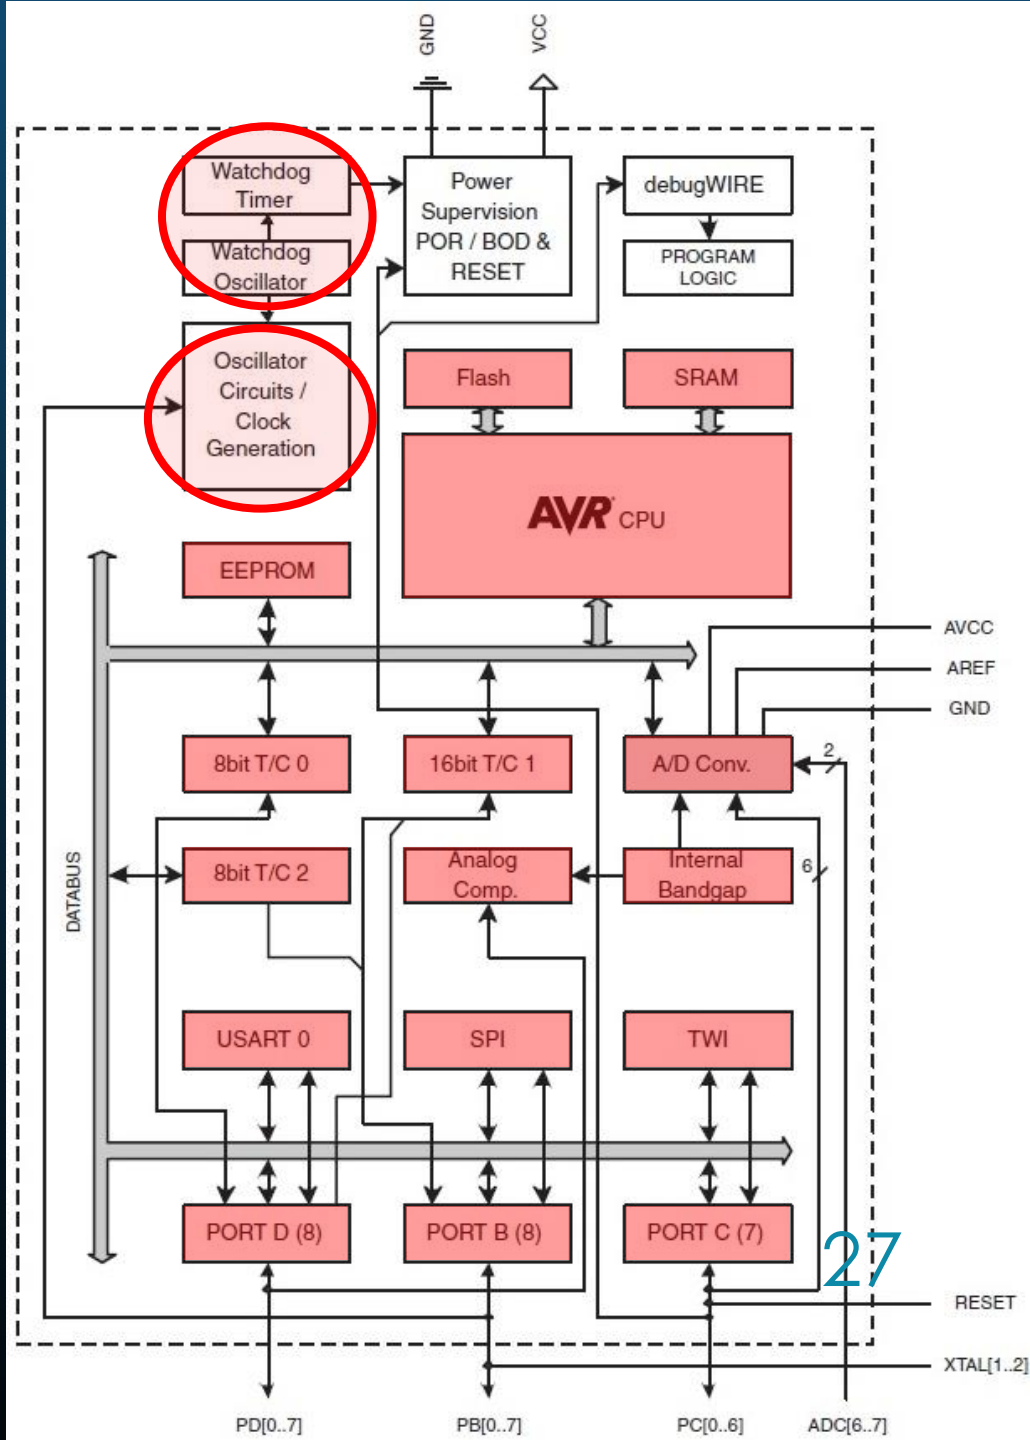 GND
VCC
Watchdog
Timer
Power
Supervision
POR / BOD &
RESET
debugWIRE
Watchdog
Oscillator
PROGRAM
LOGIC
Oscillator
Circuits /
Clock
Generation
Flash
SRAM
AVR CPU
EEPROM
AVCC
AREF
GND
8bit T/C 0
16bit T/C 1
A/D Conv.
2
DATABUS
8bit T/C 2
Analog
Comp.
Internal
Bandgap
6
USART 0
SPI
TWI
PORT D (8)
PORT B (8)
PORT C (7)
27
RESET
XTAL[1..2]
PD[0..7]
PB[0..7]
PC[0..6]
ADC[6..7]